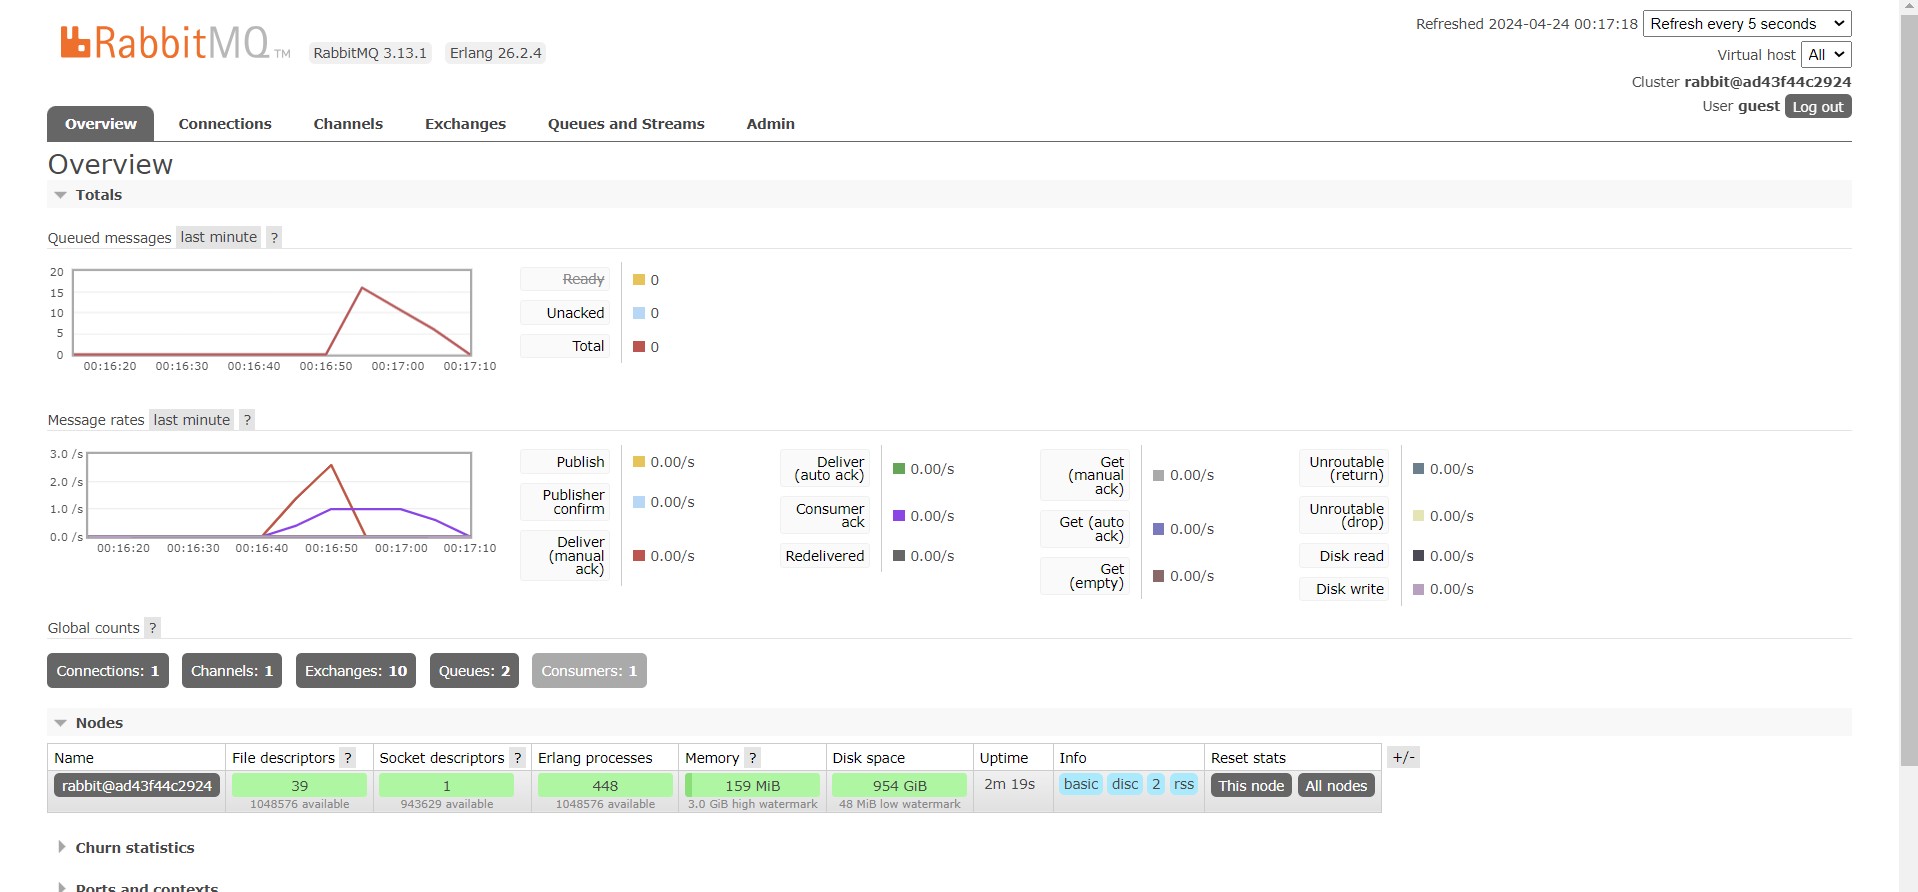 RabbitMQ TM RabbitMQ 3.13.1 Erlang 26.2.4
Refreshed 2024-04-24 00:17:18 Refresh every 5 seconds
Virtual host All
Cluster rabbit@ad43f44c2924
User guest Log out
Overview Connections Channels Exchanges Queues and Streams Admin
Overview
Totals
Queued messages last minute ?
20
15
10
5
0
00:16:20 00:16:30 00:16:40 00:16:50 00:17:00 00:17:10
Ready 0
Unacked 0
Total 0
Message rates last minute ?
3.0 /s
2.0 /s
1.0 /s
0.0 /s
00:16:20 00:16:30 00:16:40 00:16:50 00:17:00 00:17:10
Publish 0.00/s
Publisher
confirm 0.00/s
Deliver
(manual
ack) 0.00/s
Deliver
(auto ack) 0.00/s
Consumer
ack 0.00/s
Redelivered 0.00/s
Get
(manual
ack) 0.00/s
Get (auto
ack) 0.00/s
Get
(empty) 0.00/s
Unroutable
(return) 0.00/s
Unroutable
(drop) 0.00/s
Disk read 0.00/s
Disk write 0.00/s
Global counts ?
Connections: 1 Channels: 1 Exchanges: 10 Queues: 2 Consumers: 1
Nodes
Name File descriptors ? Socket descriptors ? Erlang processes Memory ? Disk space Uptime Info Reset stats +/-
rabbit@ad43f44c2924 39 1 448 159 MiB 954 GiB 2m 19s basic disc 2 rss This node All nodes
1048576 available 943629 available 1048576 available 3.0 GiB high watermark 48 MiB low watermark
Churn statistics
Ports and contexts